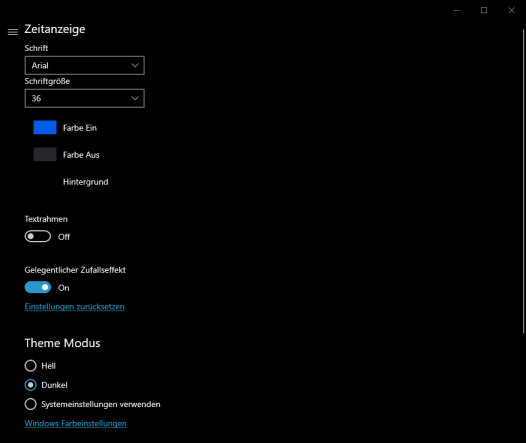 Zeitanzeige
Schrift
Arial
Schriftgröße
36
Farbe Ein
Farbe Aus
Hintergrund
Textrahmen
Off
Gelegentlicher Zufallseffekt
On
Einstellungen zurücksetzen
Theme Modus
Hell
Dunkel
Systemeinstellungen verwenden
Windows Farbeinstellungen